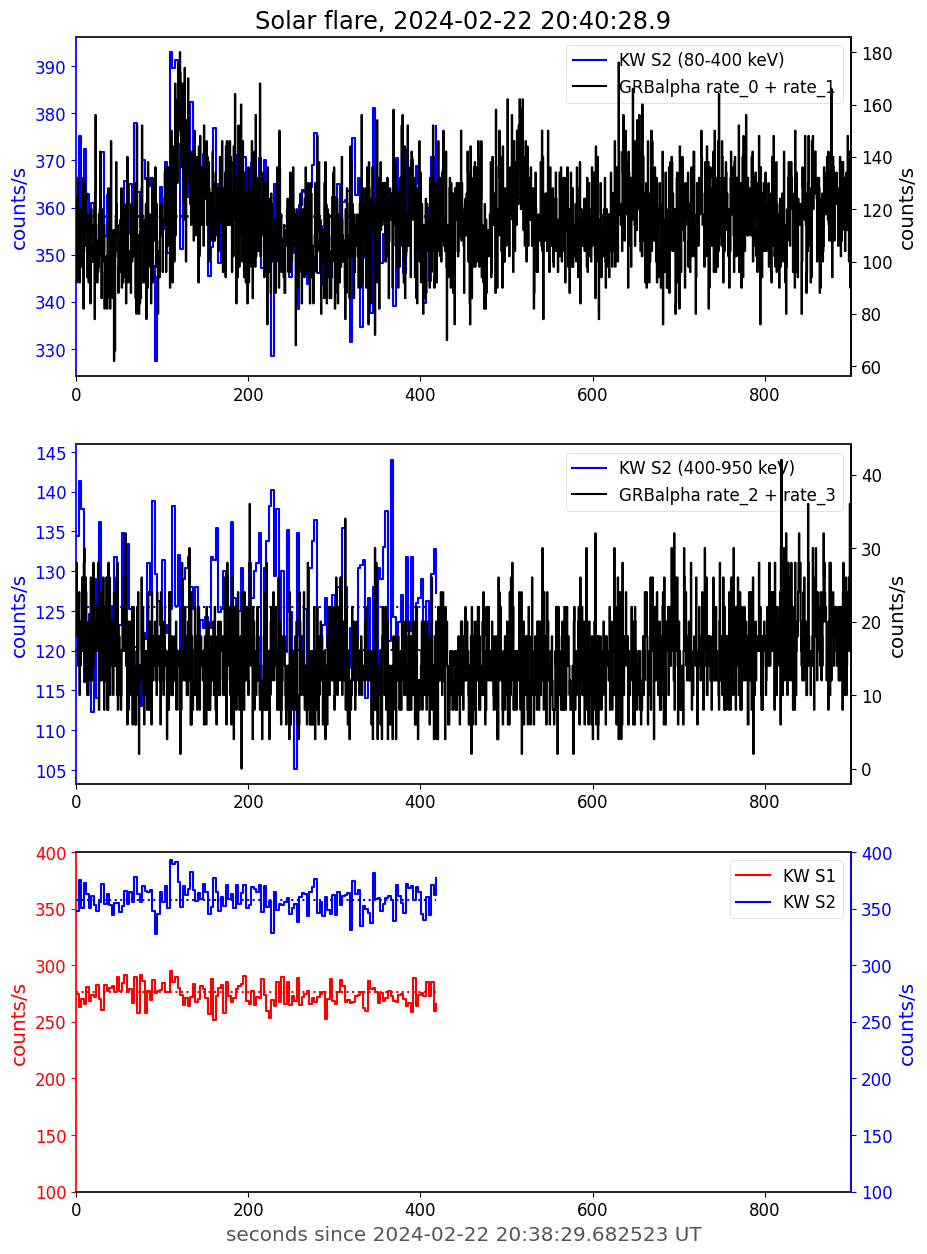 Solar flare, 2024-02-22 20:40:28.9
390
380
370
360
350
340
330
counts/s
KW S2 (80-400 keV)
GRBalpha rate_0 + rate_1
180
160
140
120
100
80
60
counts/s
0 200 400 600 800
145
140
135
130
125
120
115
110
105
counts/s
KW S2 (400-950 keV)
GRBalpha rate_2 + rate_3
40
30
20
10
0
counts/s
0 200 400 600 800
400
350
300
250
200
150
100
counts/s
KW S1
KW S2
400
350
300
250
200
150
100
counts/s
0 200 400 600 800
seconds since 2024-02-22 20:38:29.682523 UT